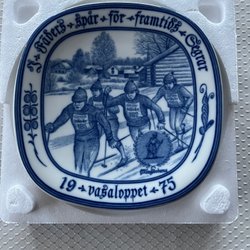 I fäders spår för framtids segrar
19 vasaloppet 75